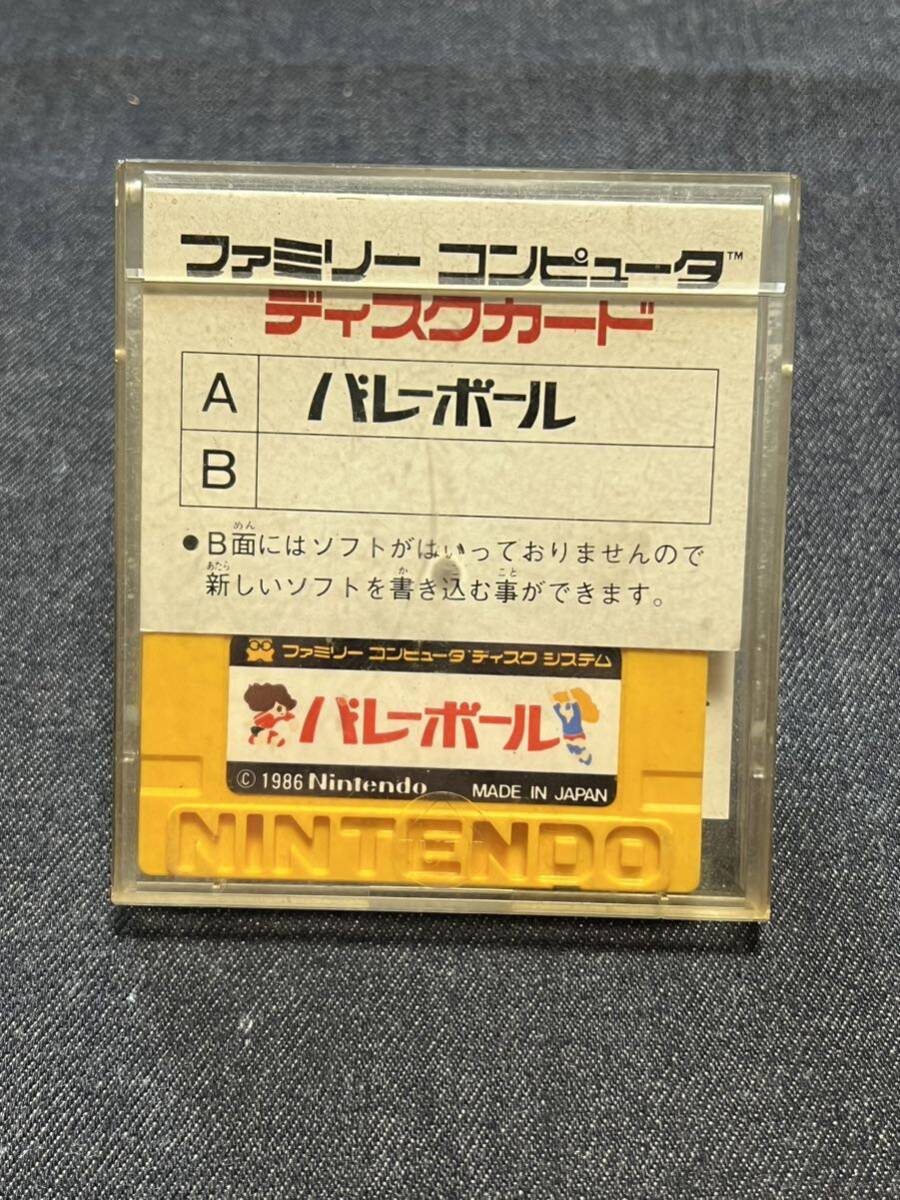 ファミリー コンピュータ™
ディスクカード
A バレーボール
B
●B面にはソフトがはいっておりませんので
新しいソフトを書き込む事ができます。
ファミリー コンピュータ ディスク システム
バレーボール
© 1986 Nintendo MADE IN JAPAN
NINTENDO